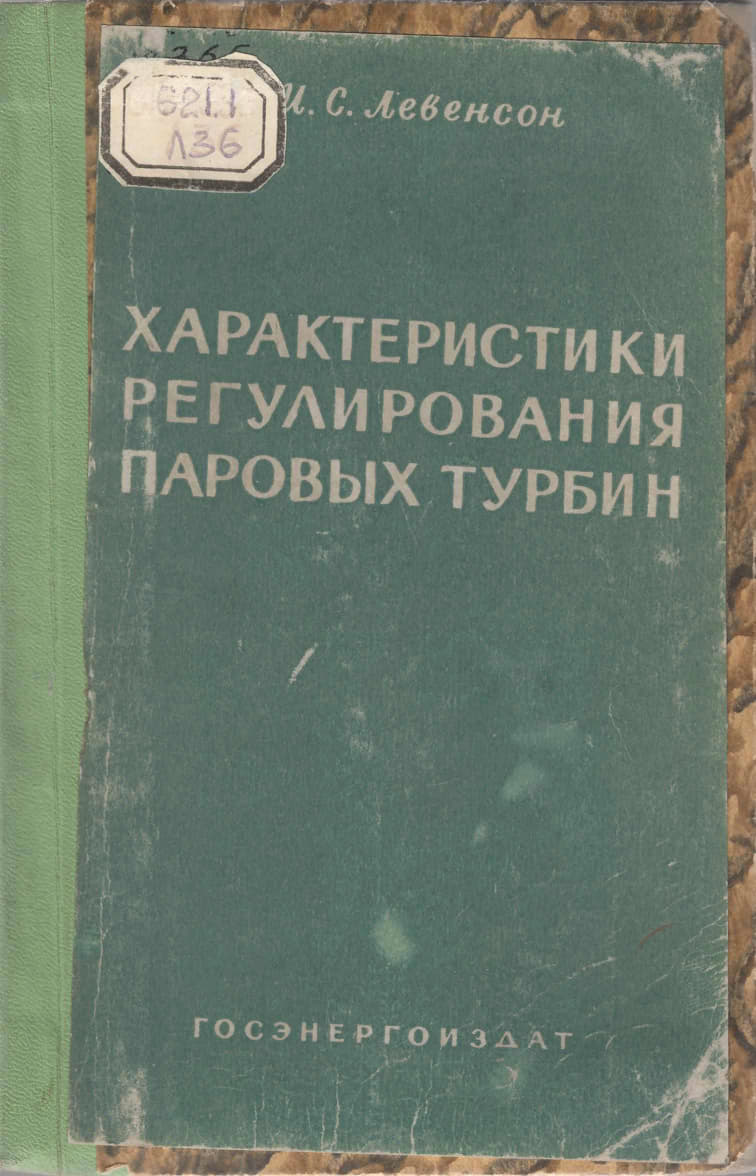 И. С. Левенсон
621.1
Л36
ХАРАКТЕРИСТИКИ
РЕГУЛИРОВАНИЯ
ПАРОВЫХ ТУРБИН
ГОСЭНЕРГОИЗДАТ